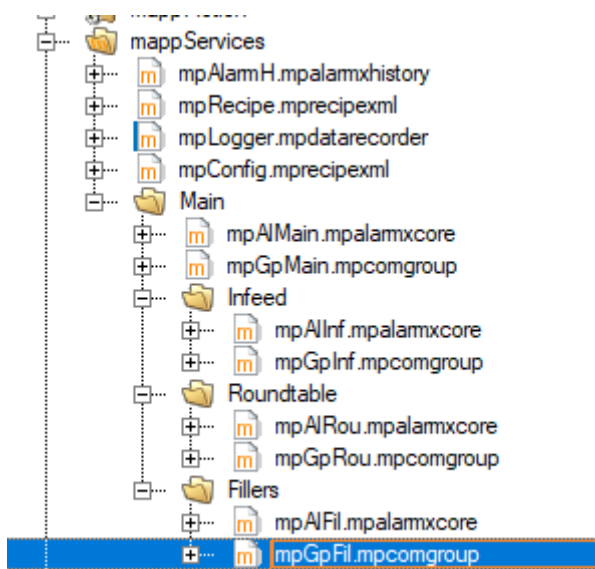 mappServices
mpAlarmH.mpalarmxhistory
mpRecipe.mprecipexml
mpLogger.mpdatarecorder
mpConfig.mprecipexml
Main
mpAlMain.mpalarmxcore
mpGpMain.mpcomgroup
Infeed
mpAlInf.mpalarmxcore
mpGpInf.mpcomgroup
Roundtable
mpAlRou.mpalarmxcore
mpGpRou.mpcomgroup
Fillers
mpAlFil.mpalarmxcore
mpGpFil.mpcomgroup